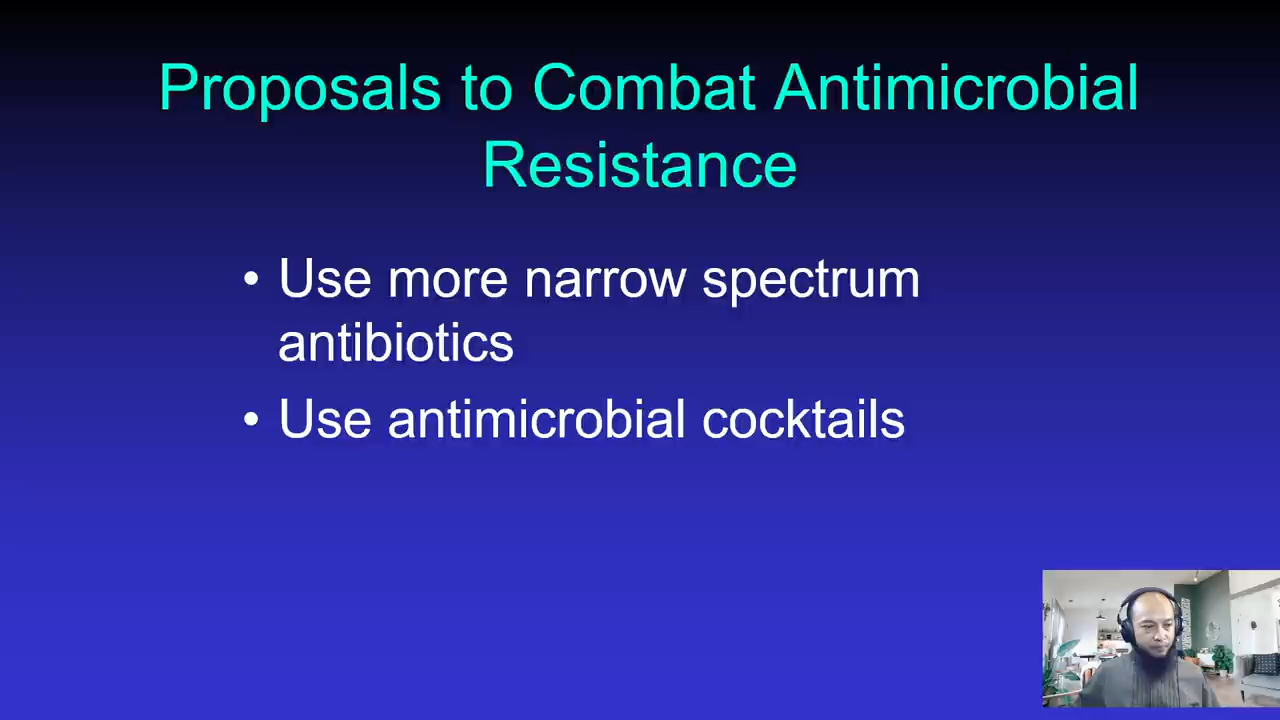 Proposals to Combat Antimicrobial
Resistance
• Use more narrow spectrum
antibiotics
• Use antimicrobial cocktails